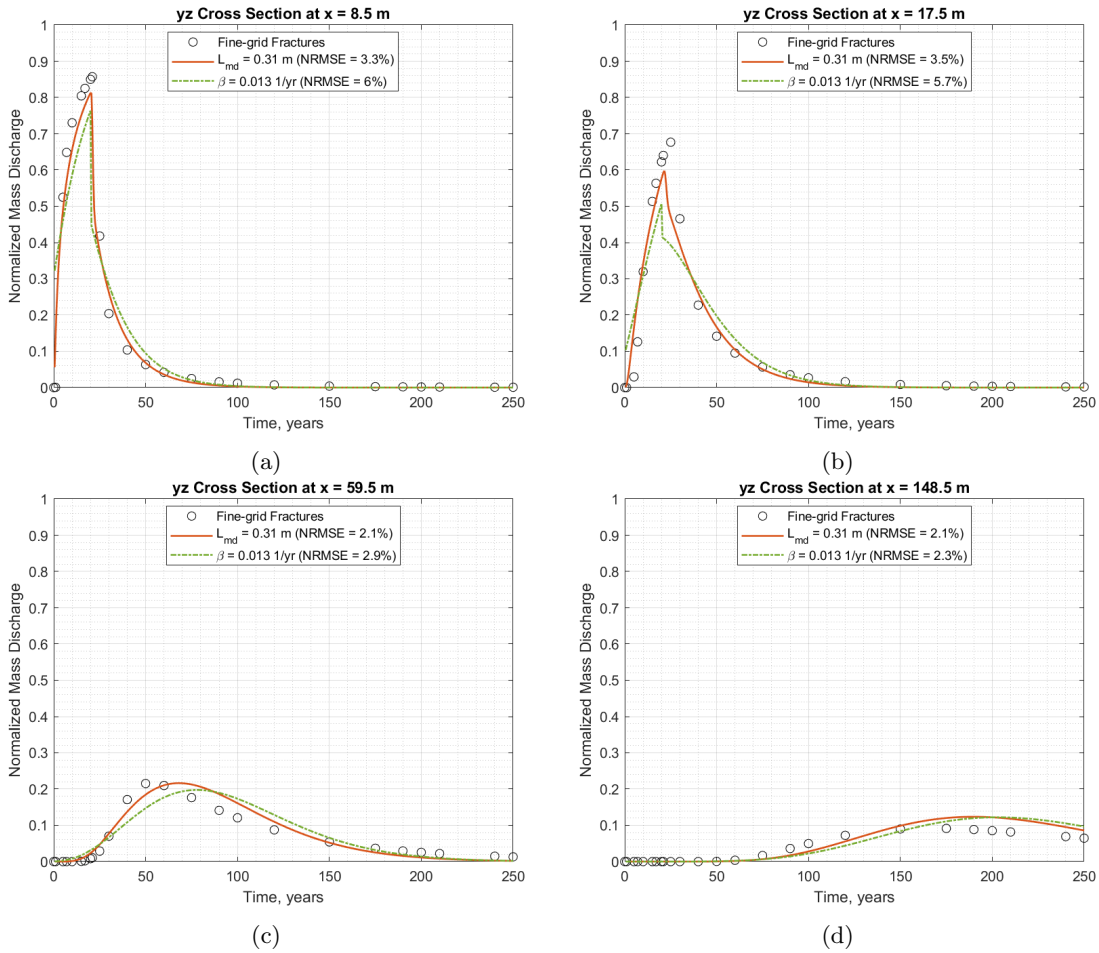 yz Cross Section at x = 8.5 m
Fine-grid Fractures
L_md = 0.31 m (NRMSE = 3.3%)
β = 0.013 1/yr (NRMSE = 6%)
1
0.9
0.8
0.7
0.6
0.5
0.4
0.3
0.2
0.1
0
Normalized Mass Discharge
0 50 100 150 200 250
Time, years
(a)
yz Cross Section at x = 17.5 m
Fine-grid Fractures
L_md = 0.31 m (NRMSE = 3.5%)
β = 0.013 1/yr (NRMSE = 5.7%)
1
0.9
0.8
0.7
0.6
0.5
0.4
0.3
0.2
0.1
0
Normalized Mass Discharge
0 50 100 150 200 250
Time, years
(b)
yz Cross Section at x = 59.5 m
Fine-grid Fractures
L_md = 0.31 m (NRMSE = 2.1%)
β = 0.013 1/yr (NRMSE = 2.9%)
1
0.9
0.8
0.7
0.6
0.5
0.4
0.3
0.2
0.1
0
Normalized Mass Discharge
0 50 100 150 200 250
Time, years
(c)
yz Cross Section at x = 148.5 m
Fine-grid Fractures
L_md = 0.31 m (NRMSE = 2.1%)
β = 0.013 1/yr (NRMSE = 2.3%)
1
0.9
0.8
0.7
0.6
0.5
0.4
0.3
0.2
0.1
0
Normalized Mass Discharge
0 50 100 150 200 250
Time, years
(d)